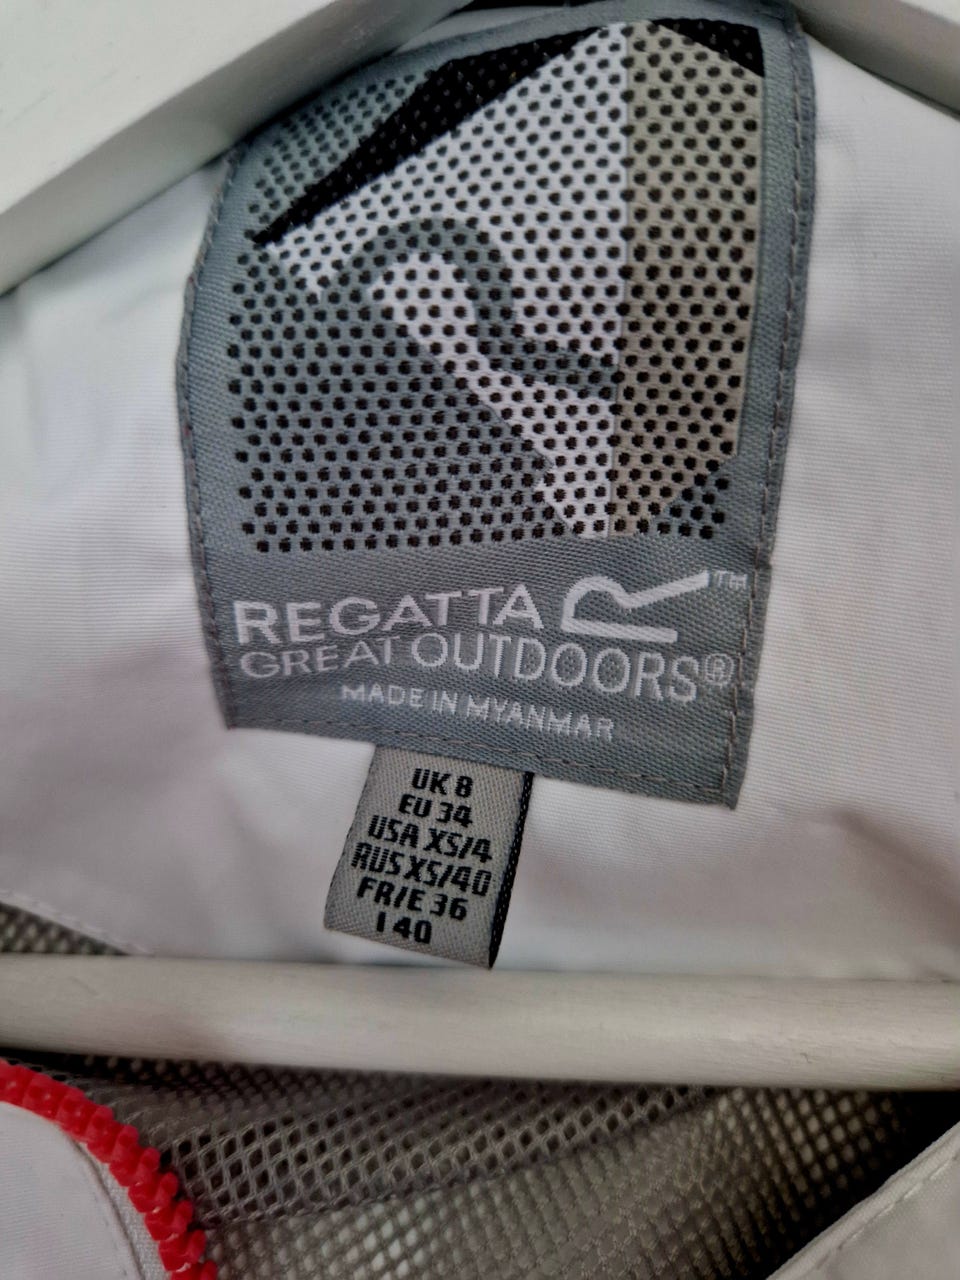 REGATTA R™
GREAT OUTDOORS®
MADE IN MYANMAR
UK 8
EU 34
USA XS/4
RUS XS/40
FR/E 36
I 40